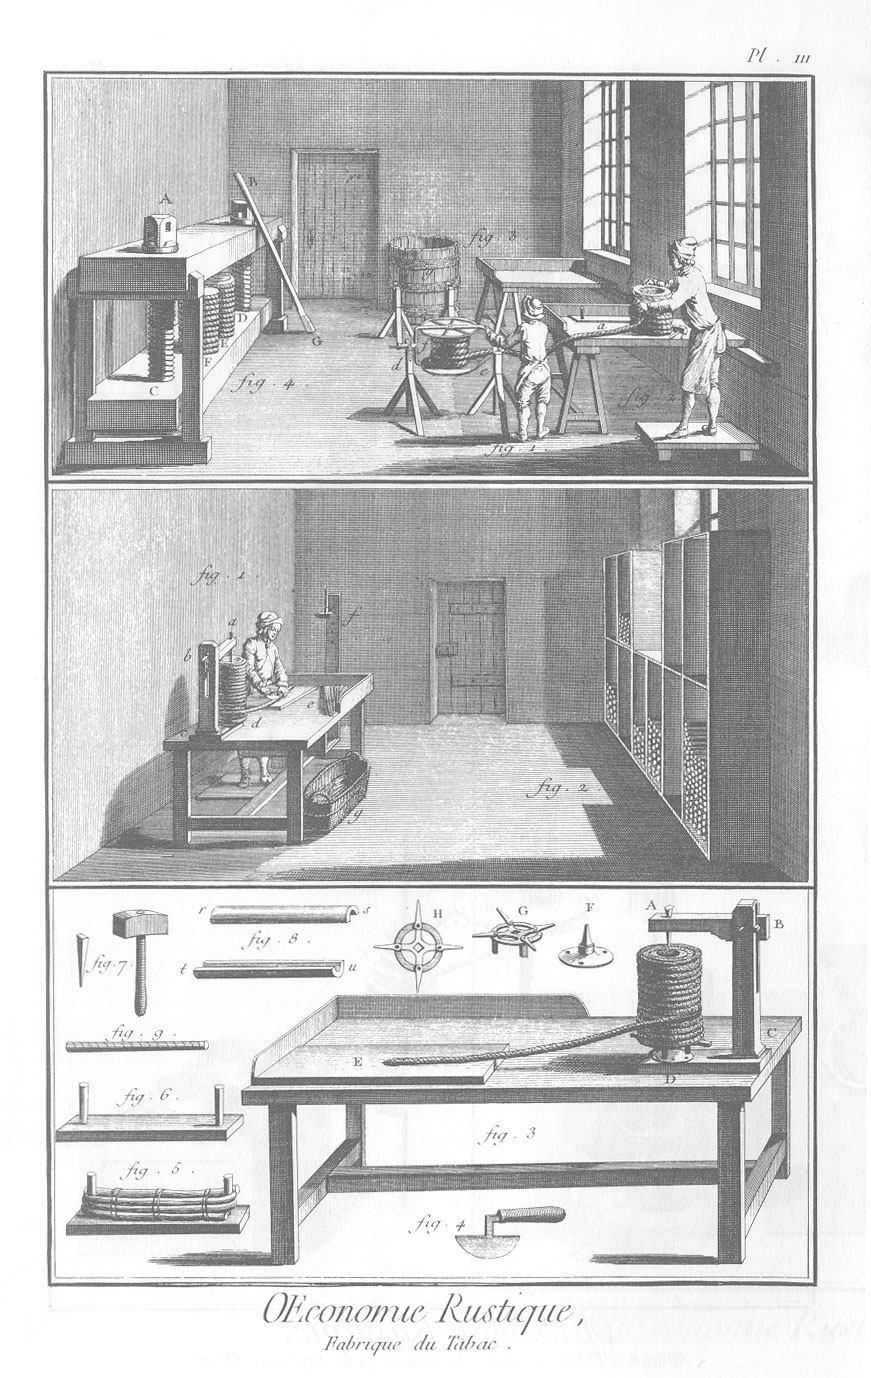 Pl . III
A
B
fig . 3 .
g
D
E
F
G
C
fig . 4 .
f
a
d
e
fig . 2
fig . 1 .
fig . 1 .
a
f
b
e
d
c
fig . 2 .
g
r
s
H
G
F
A
B
fig . 8 .
fig . 7 .
t
u
fig . 9 .
E
C
D
fig . 6 .
fig . 3
fig . 5 .
fig . 4
OEconomie Rustique,
Fabrique du Tabac .